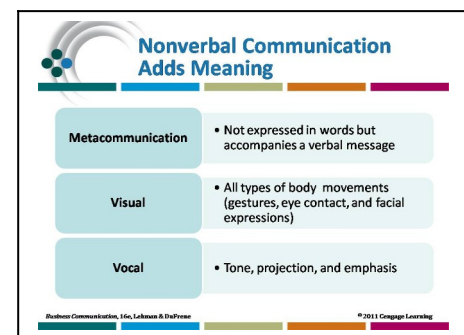 Nonverbal Communication
Adds Meaning
Metacommunication
• Not expressed in words but
accompanies a verbal message
Visual
• All types of body movements
(gestures, eye contact, and facial
expressions)
Vocal
• Tone, projection, and emphasis
Business Communication, 16e, Lehman & DuFrene
© 2011 Cengage Learning